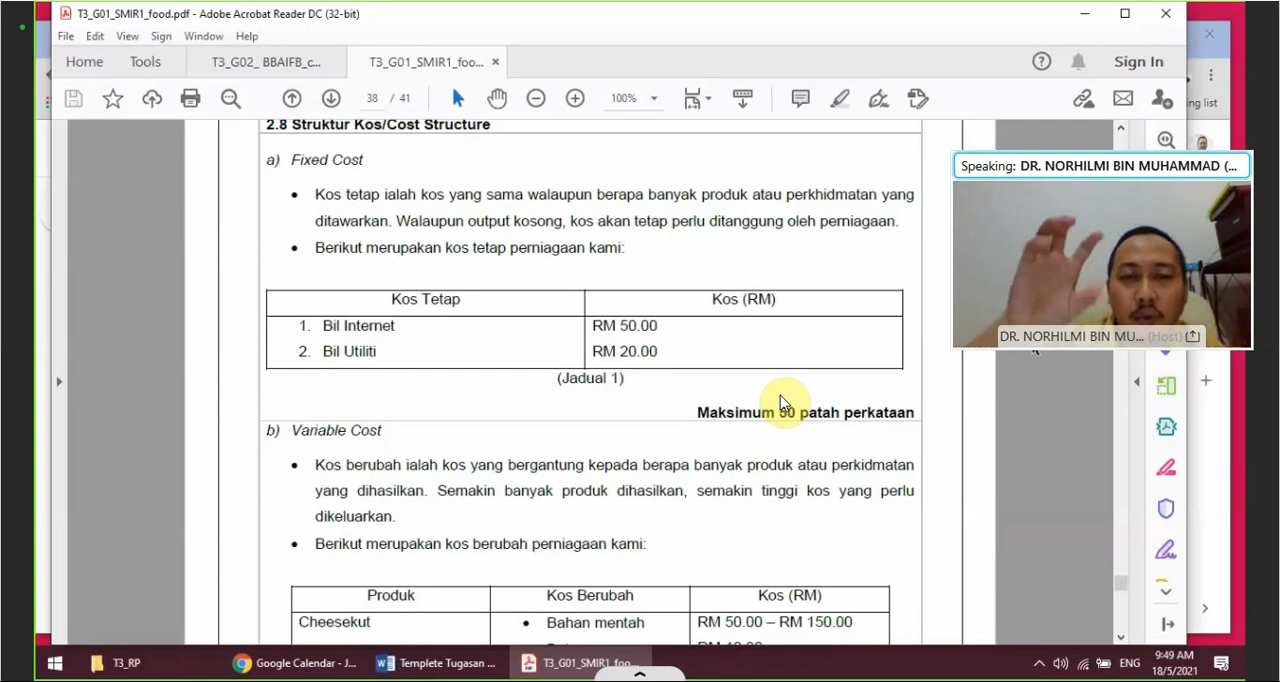 T3_G01_SMIR1_food.pdf - Adobe Acrobat Reader DC (32-bit)
File Edit View Sign Window Help
Home Tools T3_G02_ BBAIFB_c... T3_G01_SMIR1_foo... × Sign In
38 / 41 100%
ing list
2.8 Struktur Kos/Cost Structure
a) Fixed Cost
Speaking: DR. NORHILMI BIN MUHAMMAD (...
• Kos tetap ialah kos yang sama walaupun berapa banyak produk atau perkhidmatan yang
ditawarkan. Walaupun output kosong, kos akan tetap perlu ditanggung oleh perniagaan.
• Berikut merupakan kos tetap perniagaan kami:
Kos Tetap Kos (RM)
1. Bil Internet RM 50.00
2. Bil Utiliti RM 20.00
DR. NORHILMI BIN MU... (Host)
(Jadual 1)
Maksimum 50 patah perkataan
b) Variable Cost
• Kos berubah ialah kos yang bergantung kepada berapa banyak produk atau perkidmatan
yang dihasilkan. Semakin banyak produk dihasilkan, semakin tinggi kos yang perlu
dikeluarkan.
• Berikut merupakan kos berubah perniagaan kami:
Produk Kos Berubah Kos (RM)
Cheesekut • Bahan mentah RM 50.00 – RM 150.00
T3_RP Google Calendar - J... Templete Tugasan ... T3_G01_SMIR1_foo... ENG 9:49 AM
18/5/2021